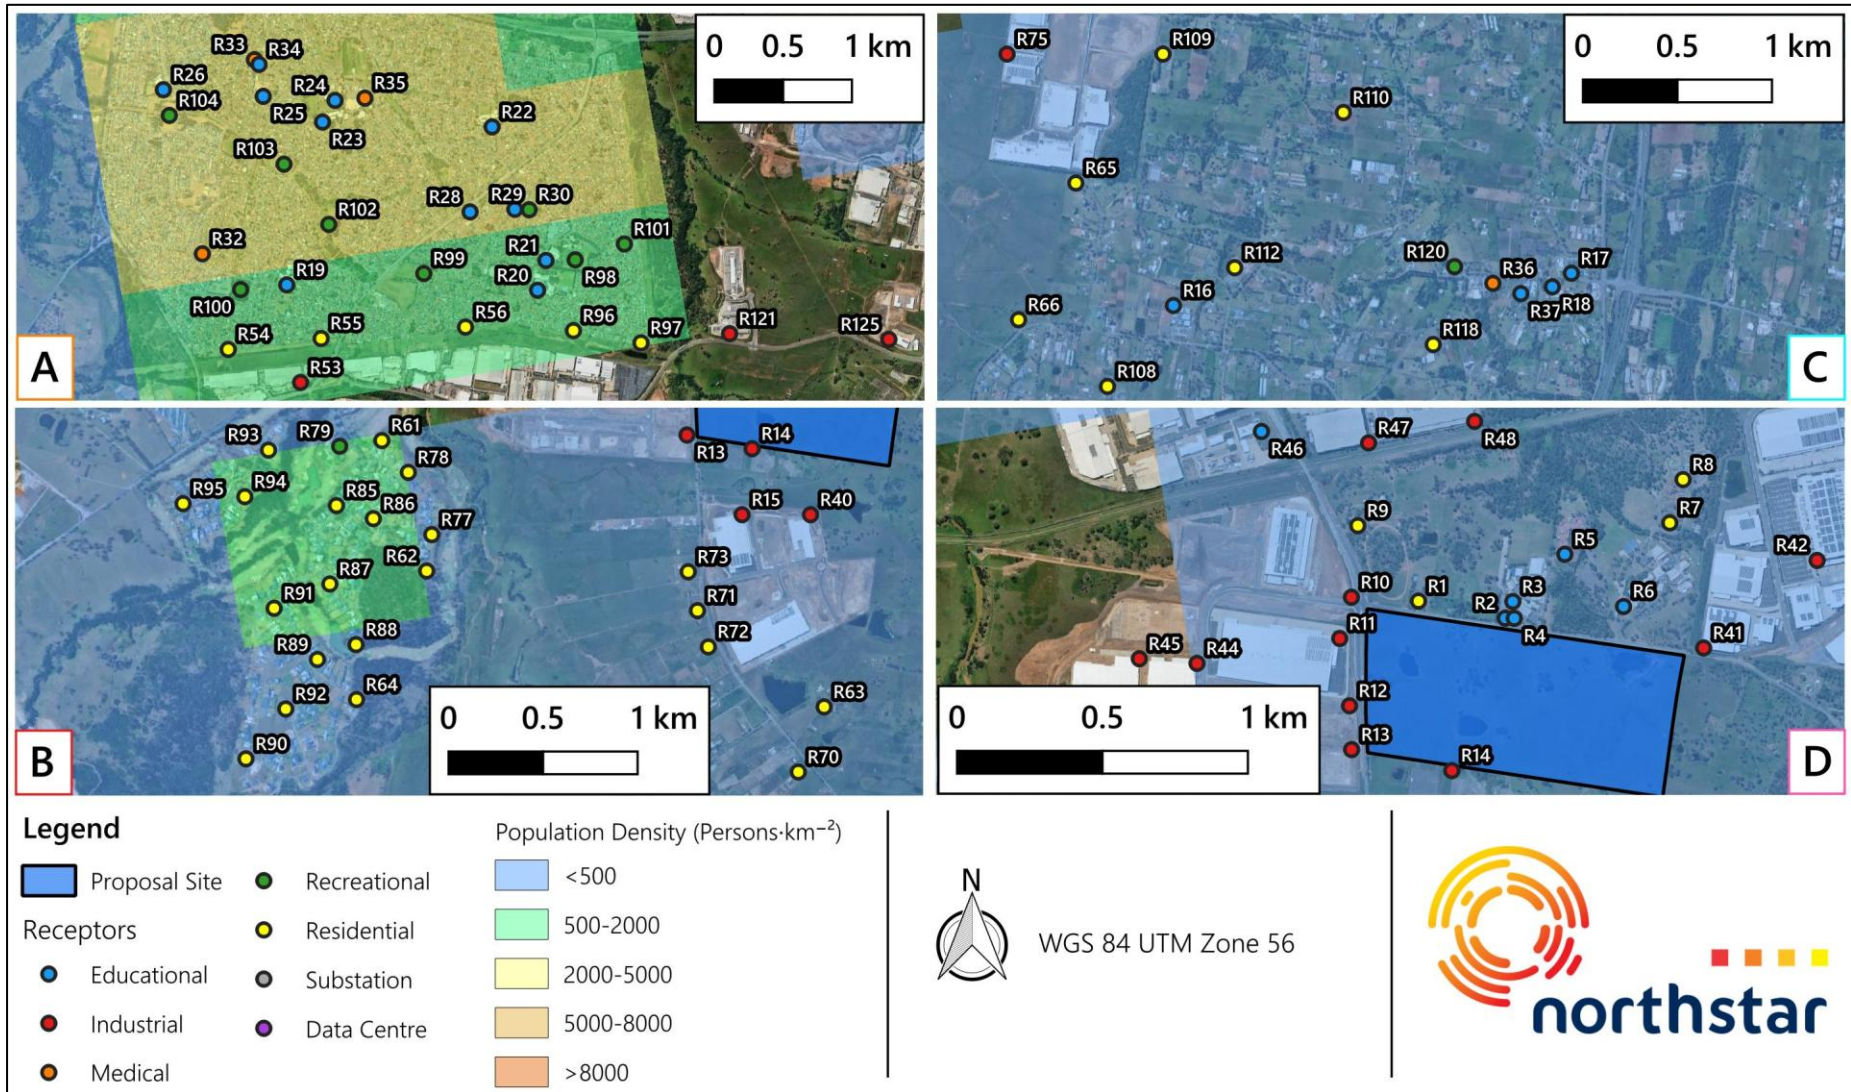 R33
R34
0 0.5 1 km
R26
R24
R35
R104
R25
R23
R22
R103
R28
R29
R30
R102
R101
R32
R19
R99
R21
R98
R20
R100
R54
R55
R56
R96
R97
R121
R125
R53
A
R75
R109
0 0.5 1 km
R110
R65
R112
R120
R36
R17
R16
R66
R37
R18
R118
R108
C
R93
R79
R61
R13
R14
R78
R95
R94
R85
R86
R15
R40
R77
R62
R73
R87
R91
R71
R88
R72
R89
R92
R64
0 0.5 1 km
R63
R90
R70
B
R46
R47
R48
R8
R9
R7
R5
R42
R10
R1
R3
R2
R6
R4
R11
R45
R44
R41
0 0.5 1 km
R12
R13
R14
D
Legend
Proposal Site
Receptors
Educational
Industrial
Medical
Recreational
Residential
Substation
Data Centre
Population Density (Persons·km⁻²)
<500
500-2000
2000-5000
5000-8000
>8000
N
WGS 84 UTM Zone 56
northstar